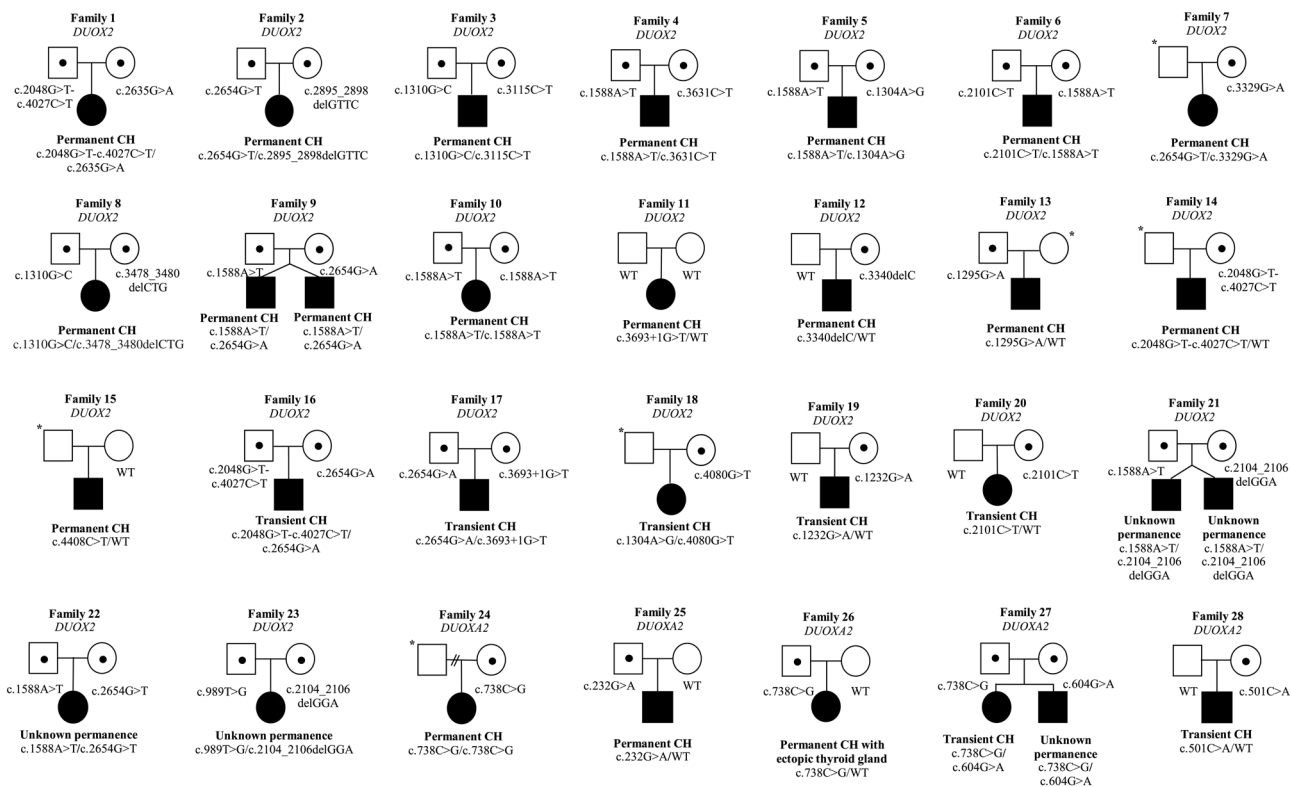 Family 1
DUOX2
c.2048G>T-
c.4027C>T
c.2635G>A
Permanent CH
c.2048G>T-c.4027C>T/
c.2635G>A
Family 2
DUOX2
c.2654G>T
c.2895_2898
delGTTC
Permanent CH
c.2654G>T/c.2895_2898delGTTC
Family 3
DUOX2
c.1310G>C
c.3115C>T
Permanent CH
c.1310G>C/c.3115C>T
Family 4
DUOX2
c.1588A>T
c.3631C>T
Permanent CH
c.1588A>T/c.3631C>T
Family 5
DUOX2
c.1588A>T
c.1304A>G
Permanent CH
c.1588A>T/c.1304A>G
Family 6
DUOX2
c.2101C>T
c.1588A>T
Permanent CH
c.2101C>T/c.1588A>T
Family 7
DUOX2
*
c.3329G>A
Permanent CH
c.2654G>T/c.3329G>A
Family 8
DUOX2
c.1310G>C
c.3478_3480
delCTG
Permanent CH
c.1310G>C/c.3478_3480delCTG
Family 9
DUOX2
c.1588A>T
c.2654G>A
Permanent CH
c.1588A>T/
c.2654G>A
Permanent CH
c.1588A>T/
c.2654G>A
Family 10
DUOX2
c.1588A>T
c.1588A>T
Permanent CH
c.1588A>T/c.1588A>T
Family 11
DUOX2
WT
WT
Permanent CH
c.3693+1G>T/WT
Family 12
DUOX2
WT
c.3340delC
Permanent CH
c.3340delC/WT
Family 13
DUOX2
*
c.1295G>A
Permanent CH
c.1295G>A/WT
Family 14
DUOX2
*
c.2048G>T-
c.4027C>T
Permanent CH
c.2048G>T-c.4027C>T/WT
Family 15
DUOX2
*
WT
Permanent CH
c.4408C>T/WT
Family 16
DUOX2
c.2048G>T-
c.4027C>T
c.2654G>A
Transient CH
c.2048G>T-c.4027C>T/
c.2654G>A
Family 17
DUOX2
c.2654G>A
c.3693+1G>T
Transient CH
c.2654G>A/c.3693+1G>T
Family 18
DUOX2
*
c.4080G>T
Transient CH
c.1304A>G/c.4080G>T
Family 19
DUOX2
WT
c.1232G>A
Transient CH
c.1232G>A/WT
Family 20
DUOX2
WT
c.2101C>T
Transient CH
c.2101C>T/WT
Family 21
DUOX2
c.1588A>T
c.2104_2106
delGGA
Unknown
permanence
c.1588A>T/
c.2104_2106
delGGA
Unknown
permanence
c.1588A>T/
c.2104_2106
delGGA
Family 22
DUOX2
c.1588A>T
c.2654G>T
Unknown permanence
c.1588A>T/c.2654G>T
Family 23
DUOX2
c.989T>G
c.2104_2106
delGGA
Unknown permanence
c.989T>G/c.2104_2106delGGA
Family 24
DUOXA2
*
c.738C>G
Permanent CH
c.738C>G/c.738C>G
Family 25
DUOXA2
c.232G>A
WT
Permanent CH
c.232G>A/WT
Family 26
DUOXA2
c.738C>G
WT
Permanent CH with
ectopic thyroid gland
c.738C>G/WT
Family 27
DUOXA2
c.738C>G
c.604G>A
Transient CH
c.738C>G/
c.604G>A
Unknown
permanence
c.738C>G/
c.604G>A
Family 28
DUOXA2
WT
c.501C>A
Transient CH
c.501C>A/WT